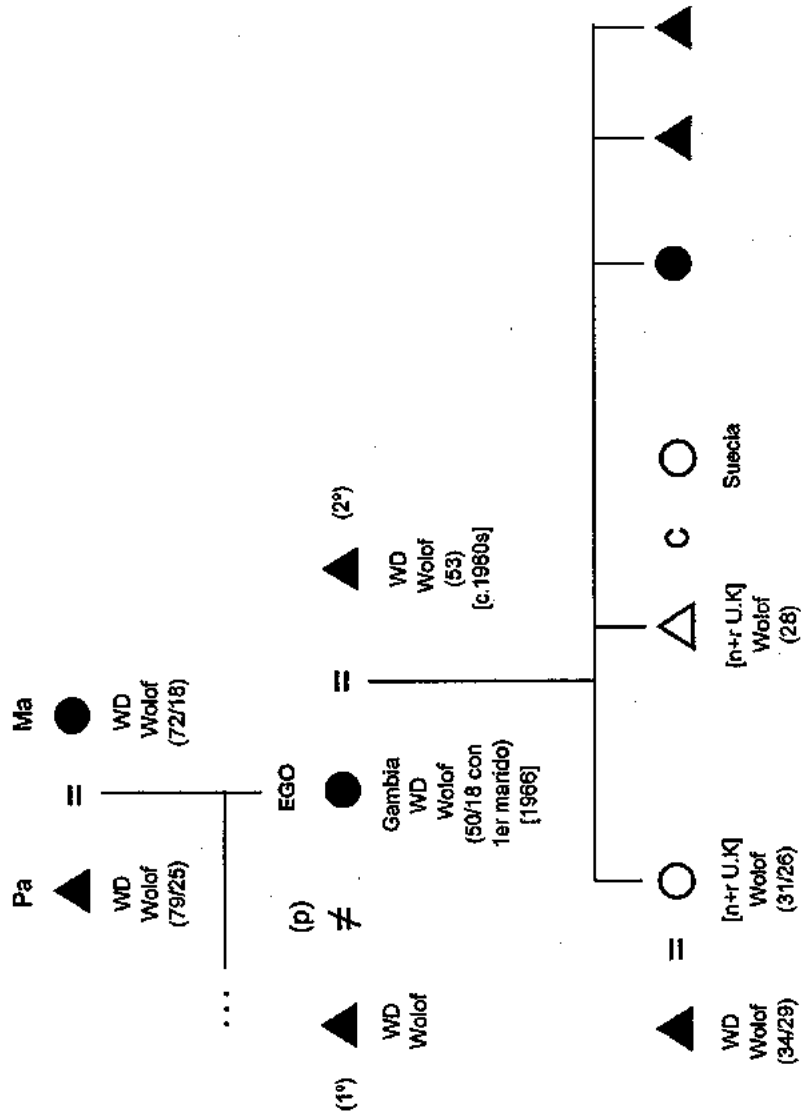 Pa
Ma
=
WD
Wolof
(79/25)
WD
Wolof
(72/18)
...
EGO
(1º)
(p)
≠
=
(2º)
WD
Wolof
Gambia
WD
Wolof
(50/18 con
1er marido)
[1966]
WD
Wolof
(53)
[c.1960s]
=
C
WD
Wolof
(34/29)
[n+r U.K]
Wolof
(31/26)
[n+r U.K]
Wolof
(28)
Suecia